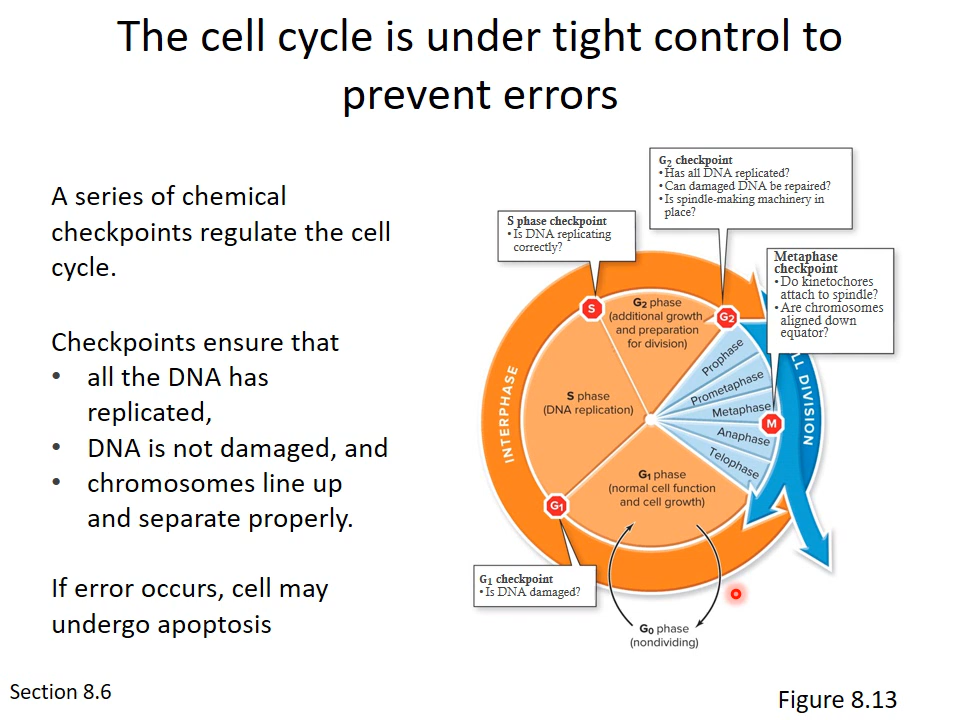 The cell cycle is under tight control to
prevent errors
A series of chemical
checkpoints regulate the cell
cycle.
Checkpoints ensure that
• all the DNA has
replicated,
• DNA is not damaged, and
• chromosomes line up
and separate properly.
If error occurs, cell may
undergo apoptosis
G2 checkpoint
• Has all DNA replicated?
• Can damaged DNA be repaired?
• Is spindle-making machinery in
place?
S phase checkpoint
• Is DNA replicating
correctly?
Metaphase
checkpoint
• Do kinetochores
attach to spindle?
• Are chromosomes
aligned down
equator?
S
G2
G2 phase
(additional growth
and preparation
for division)
Prophase
Prometaphase
Metaphase
Anaphase
Telophase
M
LL DIVISION
INTERPHASE
S phase
(DNA replication)
G1 phase
(normal cell function
and cell growth)
G1
G1 checkpoint
• Is DNA damaged?
G0 phase
(nondividing)
Section 8.6
Figure 8.13